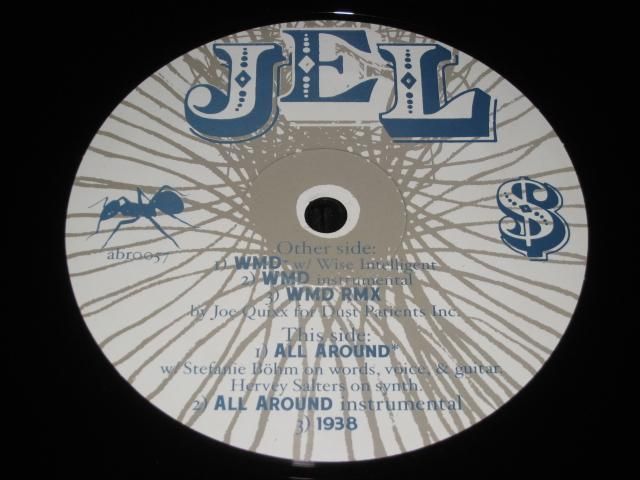 JEL
$
abr0057
Other side:
1) WMD* w/ Wise Intelligent
2) WMD instrumental
3) WMD RMX
by Joe Quixx for Dust Patients Inc.
This side:
1) ALL AROUND*
w/ Stefanie Böhm on words, voice, & guitar.
Hervey Salters on synth.
2) ALL AROUND instrumental
3) 1938